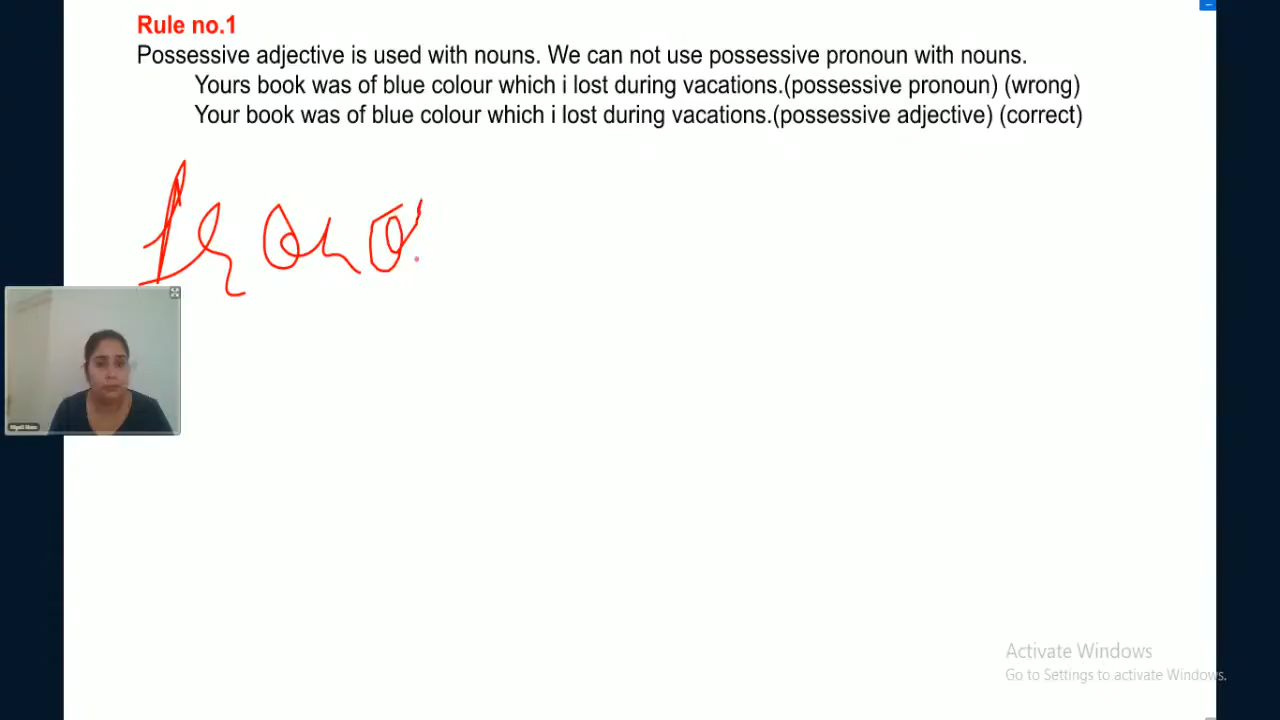 Rule no.1
Possessive adjective is used with nouns. We can not use possessive pronoun with nouns.
Yours book was of blue colour which i lost during vacations.(possessive pronoun) (wrong)
Your book was of blue colour which i lost during vacations.(possessive adjective) (correct)
Activate Windows
Go to Settings to activate Windows.